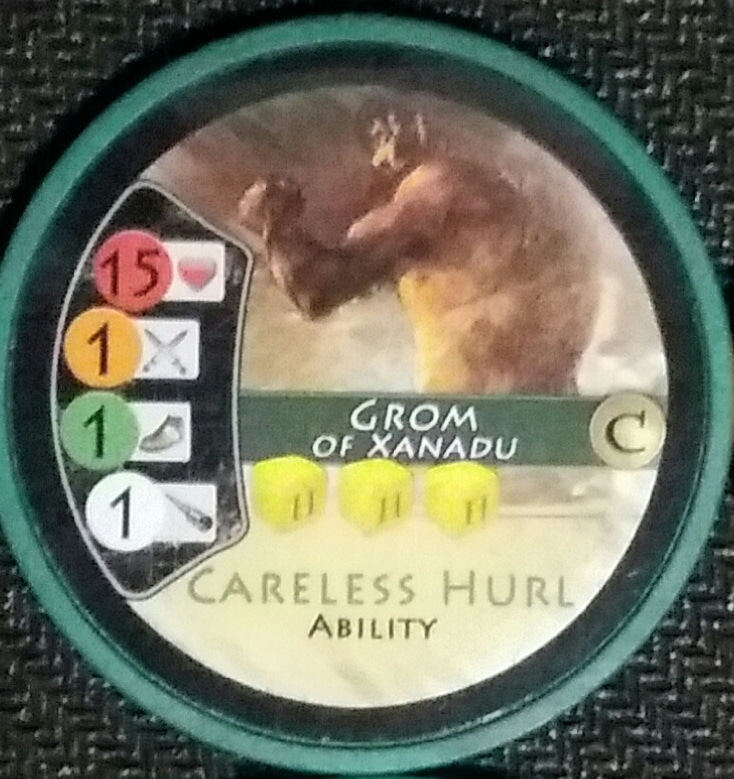 15
1
1
1
GROM
OF XANADU
C
H H H
CARELESS HURL
ABILITY